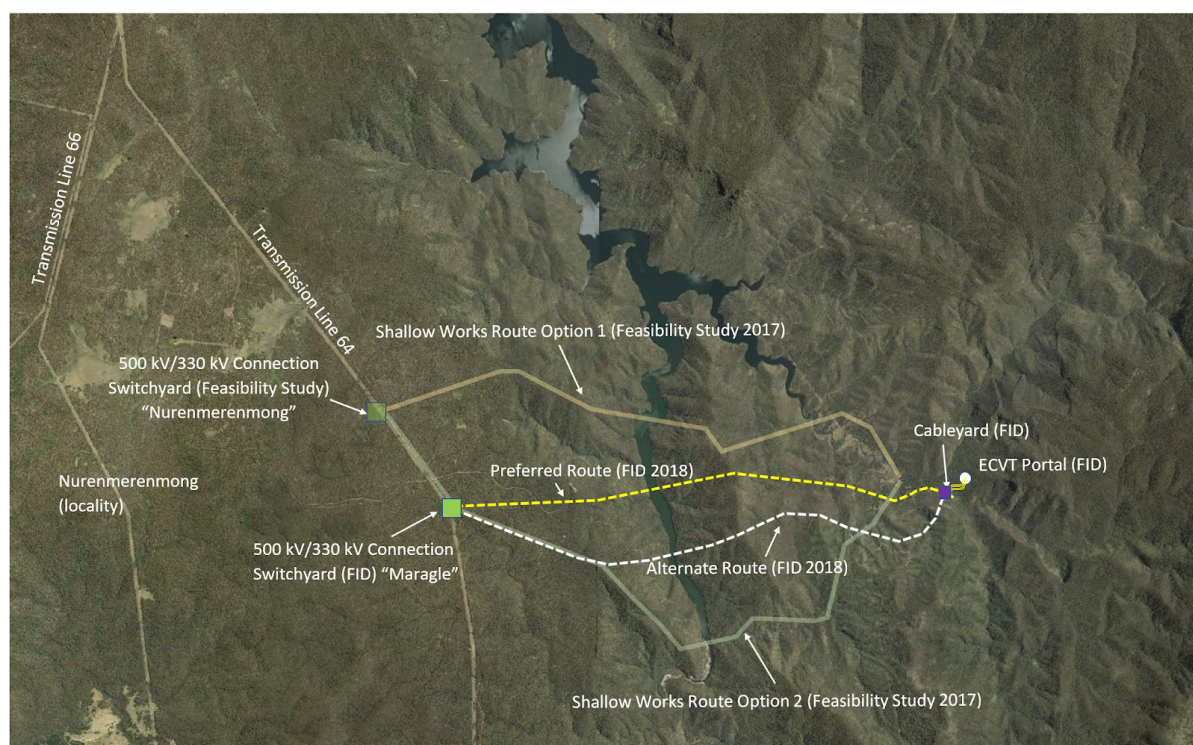 Transmission Line 66
Transmission Line 64
Shallow Works Route Option 1 (Feasibility Study 2017)
500 kV/330 kV Connection
Switchyard (Feasibility Study)
“Nurenmerenmong”
Cableyard (FID)
ECVT Portal (FID)
Preferred Route (FID 2018)
Nurenmerenmong
(locality)
500 kV/330 kV Connection
Switchyard (FID) “Maragle”
Alternate Route (FID 2018)
Shallow Works Route Option 2 (Feasibility Study 2017)